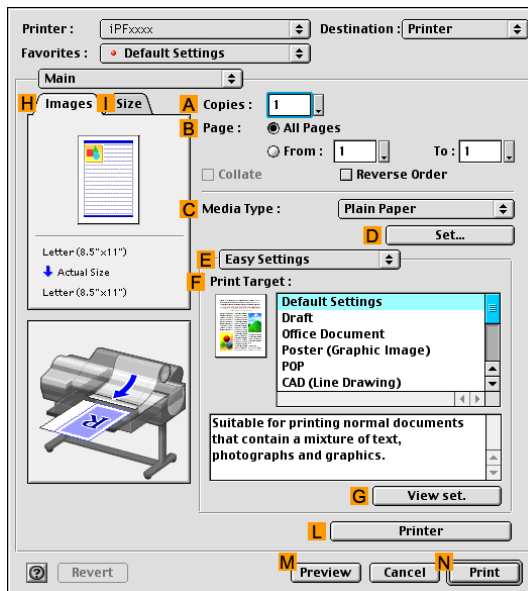 Printer : iPFxxxx Destination : Printer
Favorites : Default Settings
Main
H Images I Size
A Copies : 1
B Page : All Pages
From : 1 To : 1
Collate Reverse Order
C Media Type : Plain Paper
D Set...
Letter (8.5"x11")
Actual Size
Letter (8.5"x11")
E Easy Settings
F Print Target :
Default Settings
Draft
Office Document
Poster (Graphic Image)
POP
CAD (Line Drawing)
R
Suitable for printing normal documents
that contain a mixture of text,
photographs and graphics.
G View set.
L Printer
? Revert M Preview Cancel N Print